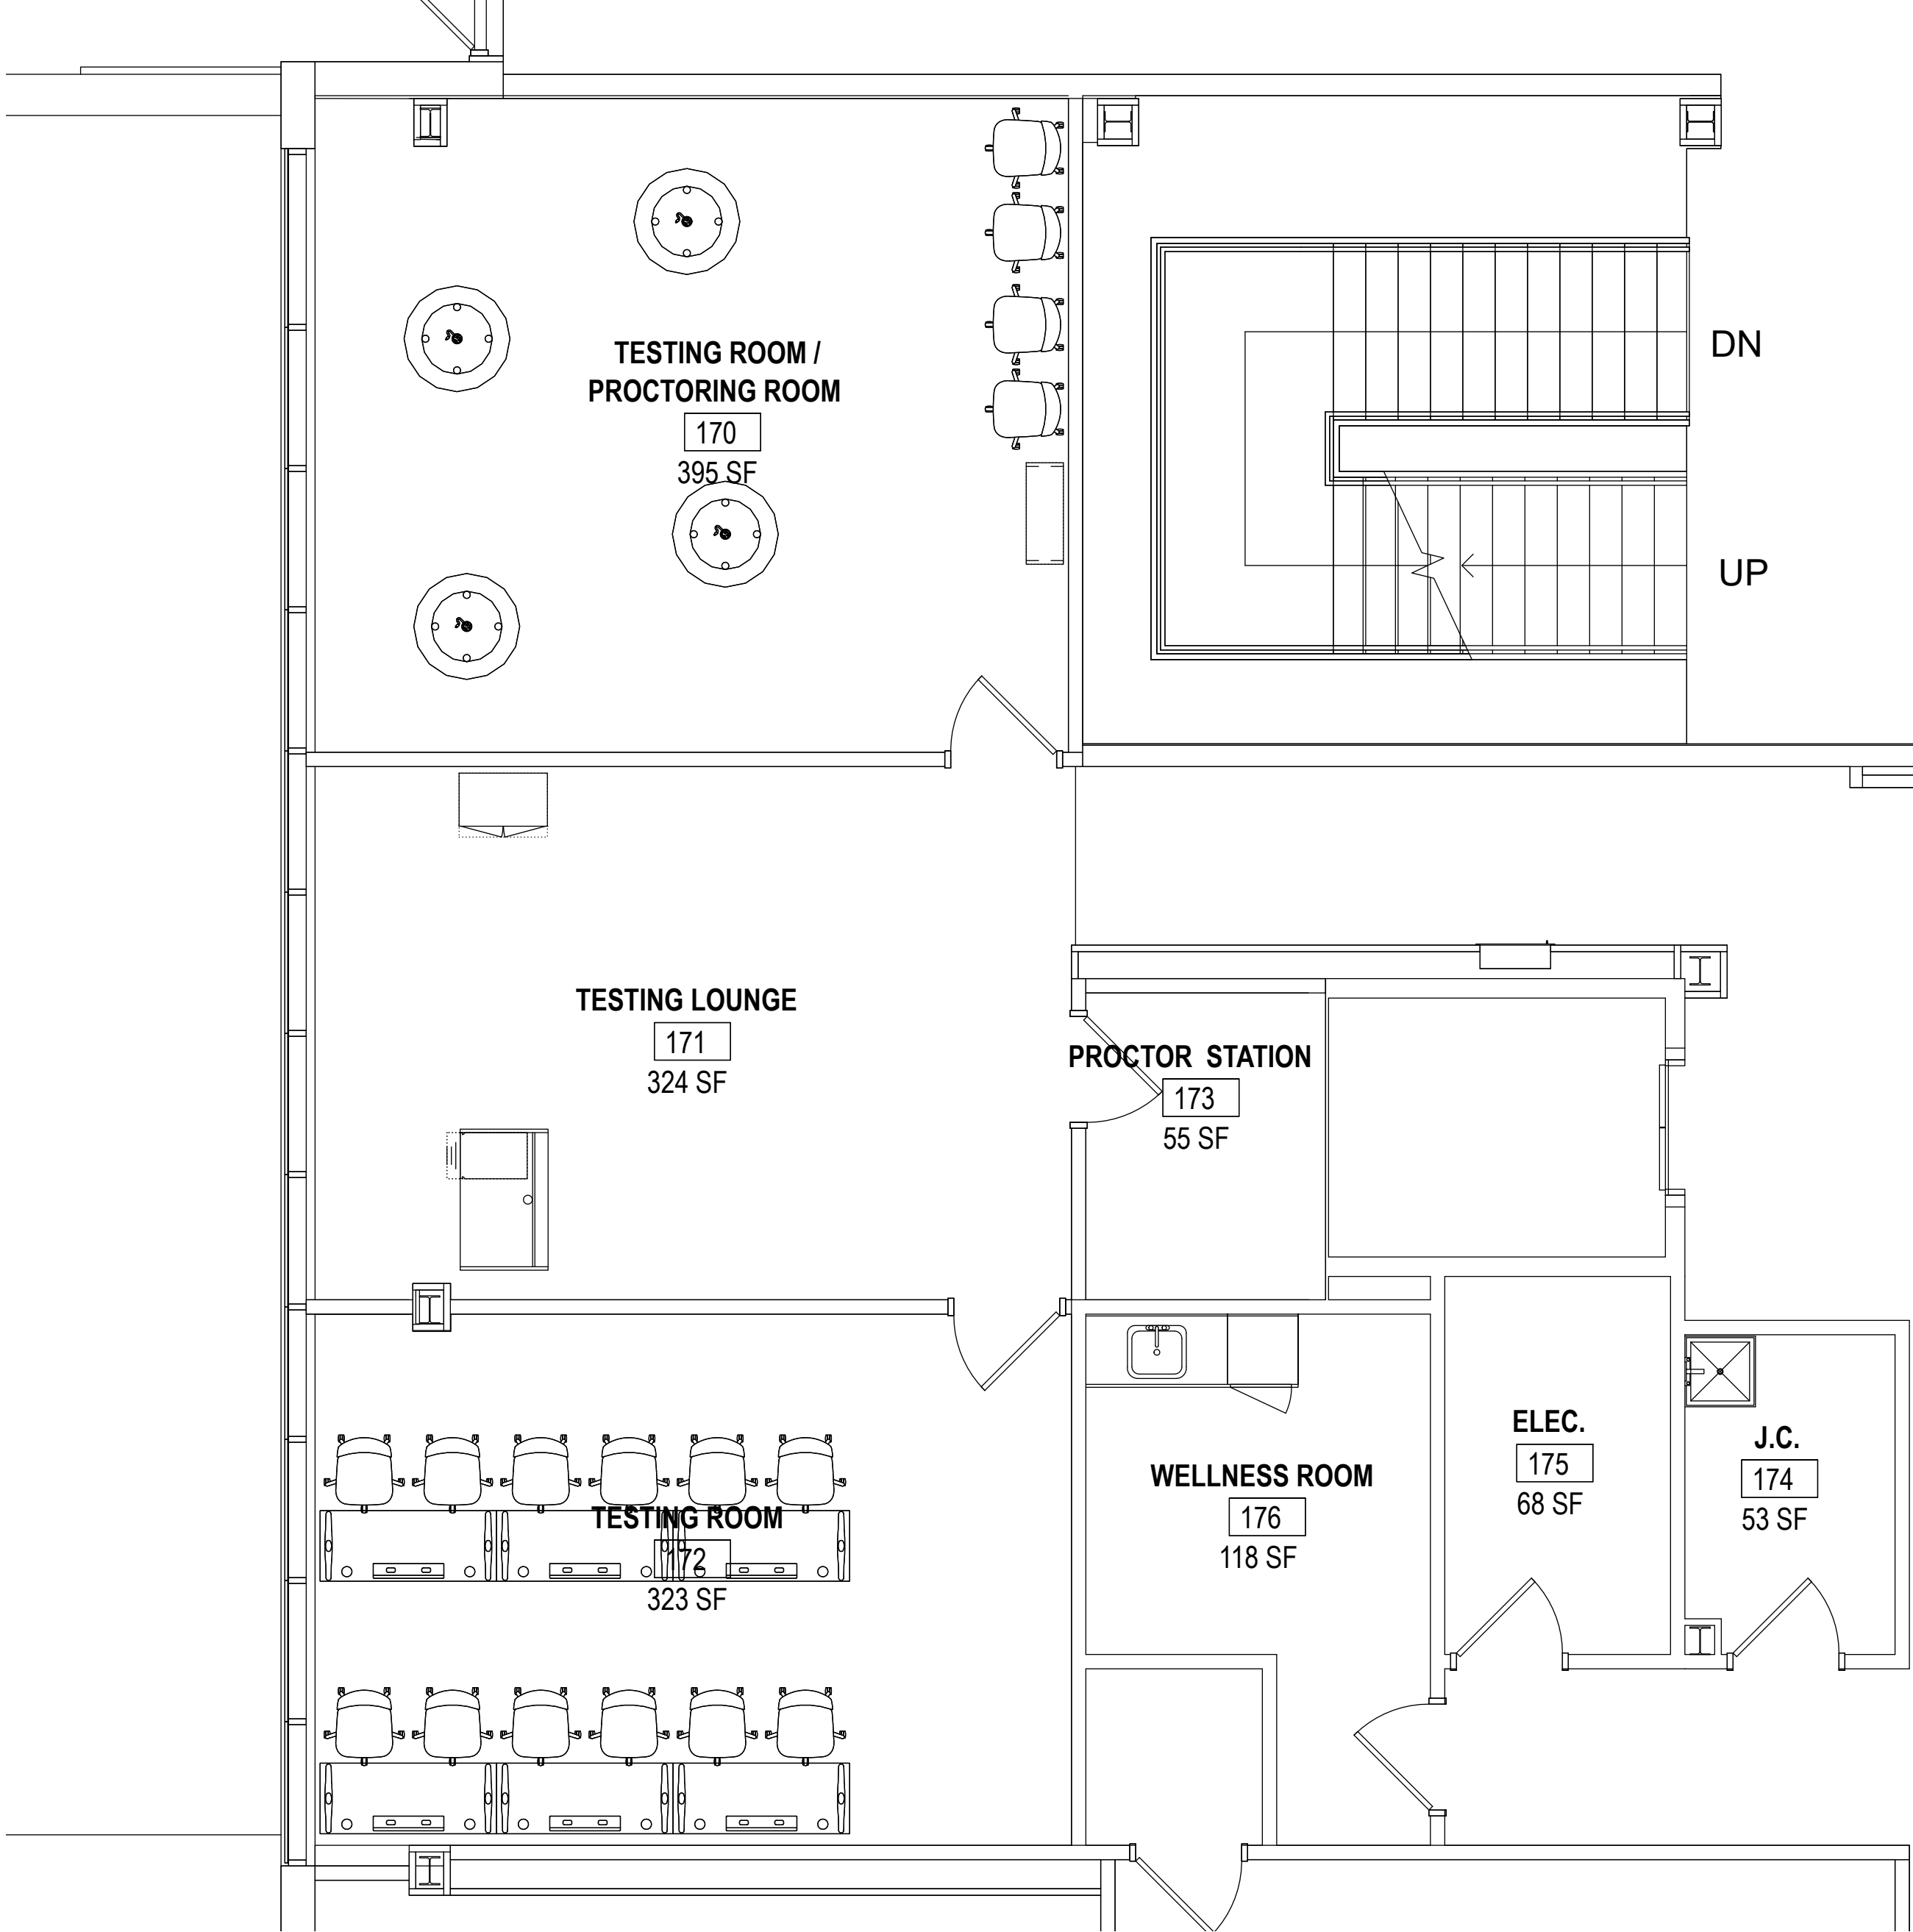 TESTING ROOM /
PROCTORING ROOM
170
395 SF
DN
UP
TESTING LOUNGE
171
324 SF
PROCTOR STATION
173
55 SF
TESTING ROOM
172
323 SF
WELLNESS ROOM
176
118 SF
ELEC.
175
68 SF
J.C.
174
53 SF